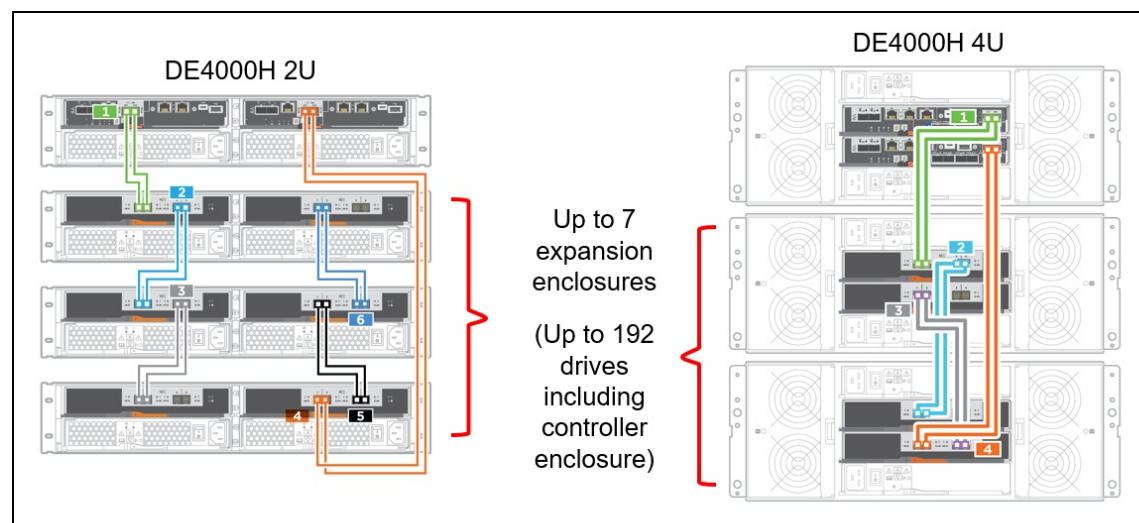 DE4000H 2U
1
2
3
6
4
5
Up to 7
expansion
enclosures
(Up to 192
drives
including
controller
enclosure)
DE4000H 4U
1
2
3
4